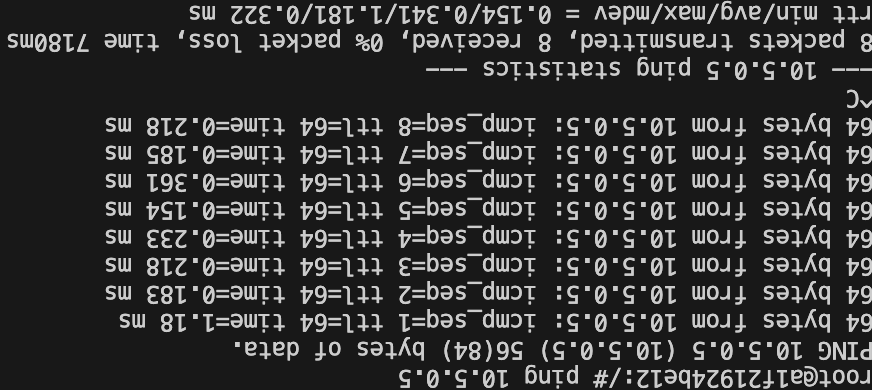 root@a1f21924be12:/# ping 10.5.0.5
PING 10.5.0.5 (10.5.0.5) 56(84) bytes of data.
64 bytes from 10.5.0.5: icmp_seq=1 ttl=64 time=1.18 ms
64 bytes from 10.5.0.5: icmp_seq=2 ttl=64 time=0.183 ms
64 bytes from 10.5.0.5: icmp_seq=3 ttl=64 time=0.218 ms
64 bytes from 10.5.0.5: icmp_seq=4 ttl=64 time=0.233 ms
64 bytes from 10.5.0.5: icmp_seq=5 ttl=64 time=0.154 ms
64 bytes from 10.5.0.5: icmp_seq=6 ttl=64 time=0.361 ms
64 bytes from 10.5.0.5: icmp_seq=7 ttl=64 time=0.185 ms
64 bytes from 10.5.0.5: icmp_seq=8 ttl=64 time=0.218 ms
^C
--- 10.5.0.5 ping statistics ---
8 packets transmitted, 8 received, 0% packet loss, time 7180ms
rtt min/avg/max/mdev = 0.154/0.341/1.181/0.322 ms